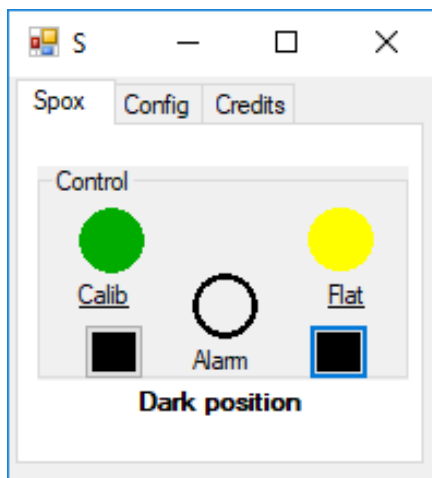 S
Spox Config Credits
Control
Calib Flat
Alarm
Dark position